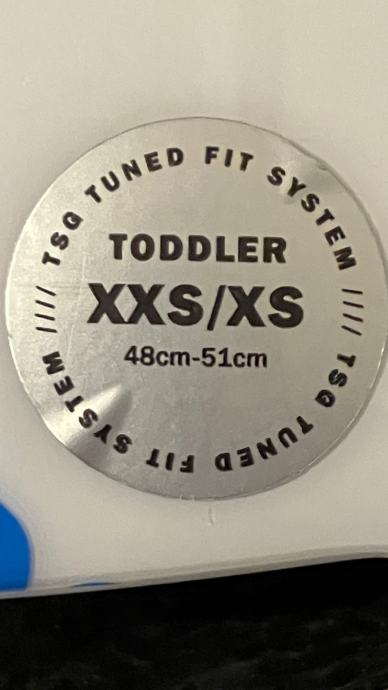 TSG TUNED FIT SYSTEM ////
TODDLER
XXS/XS
48cm-51cm
TSG TUNED FIT SYSTEM ////